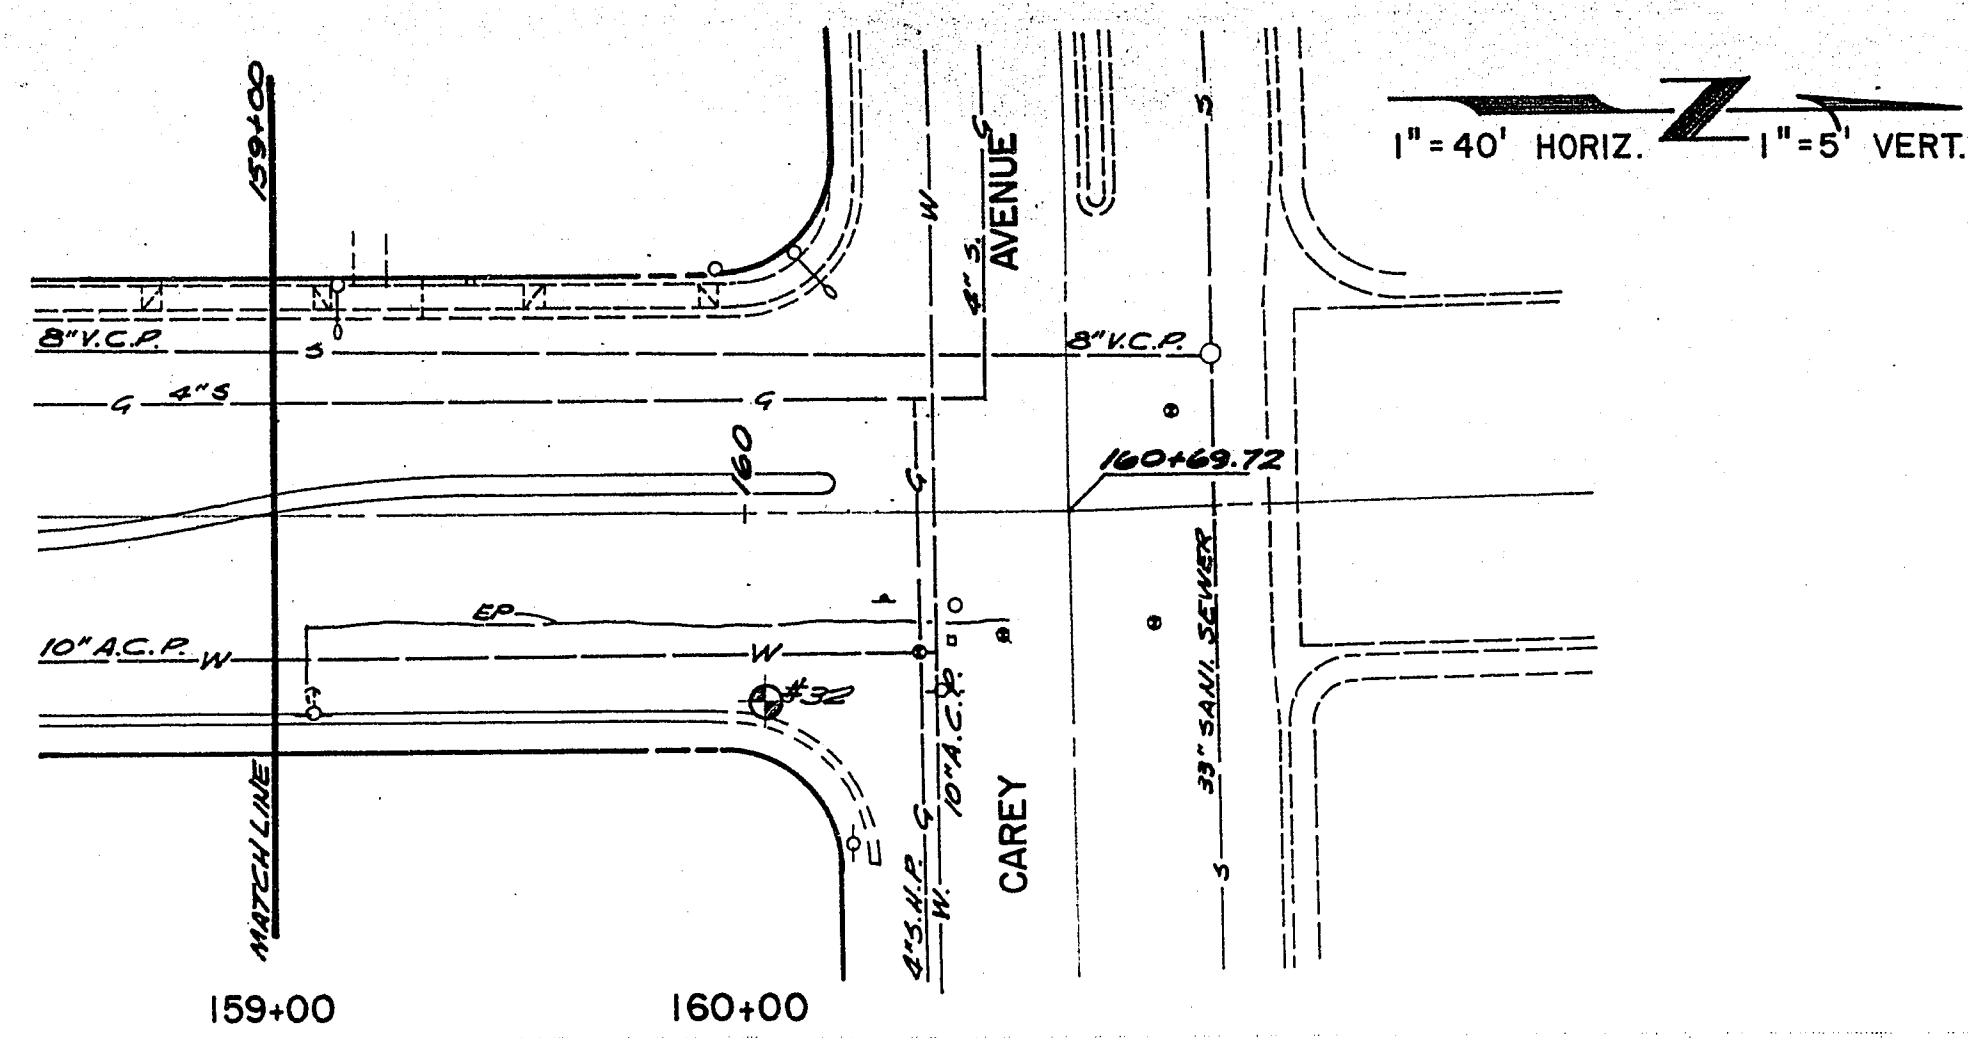 159+00
1" = 40' HORIZ.
Z
1" = 5' VERT.
S
G
AVENUE
W
4" S.
8" V.C.P.
S
8" V.C.P.
G 4" S
G
160
160+69.72
G
EP
10" A.C.P. W
W
#32
33" SANI. SEWER
10" A.C.P.
G
CAREY
4" S.H.P.
W.
S
MATCH LINE
159+00
160+00